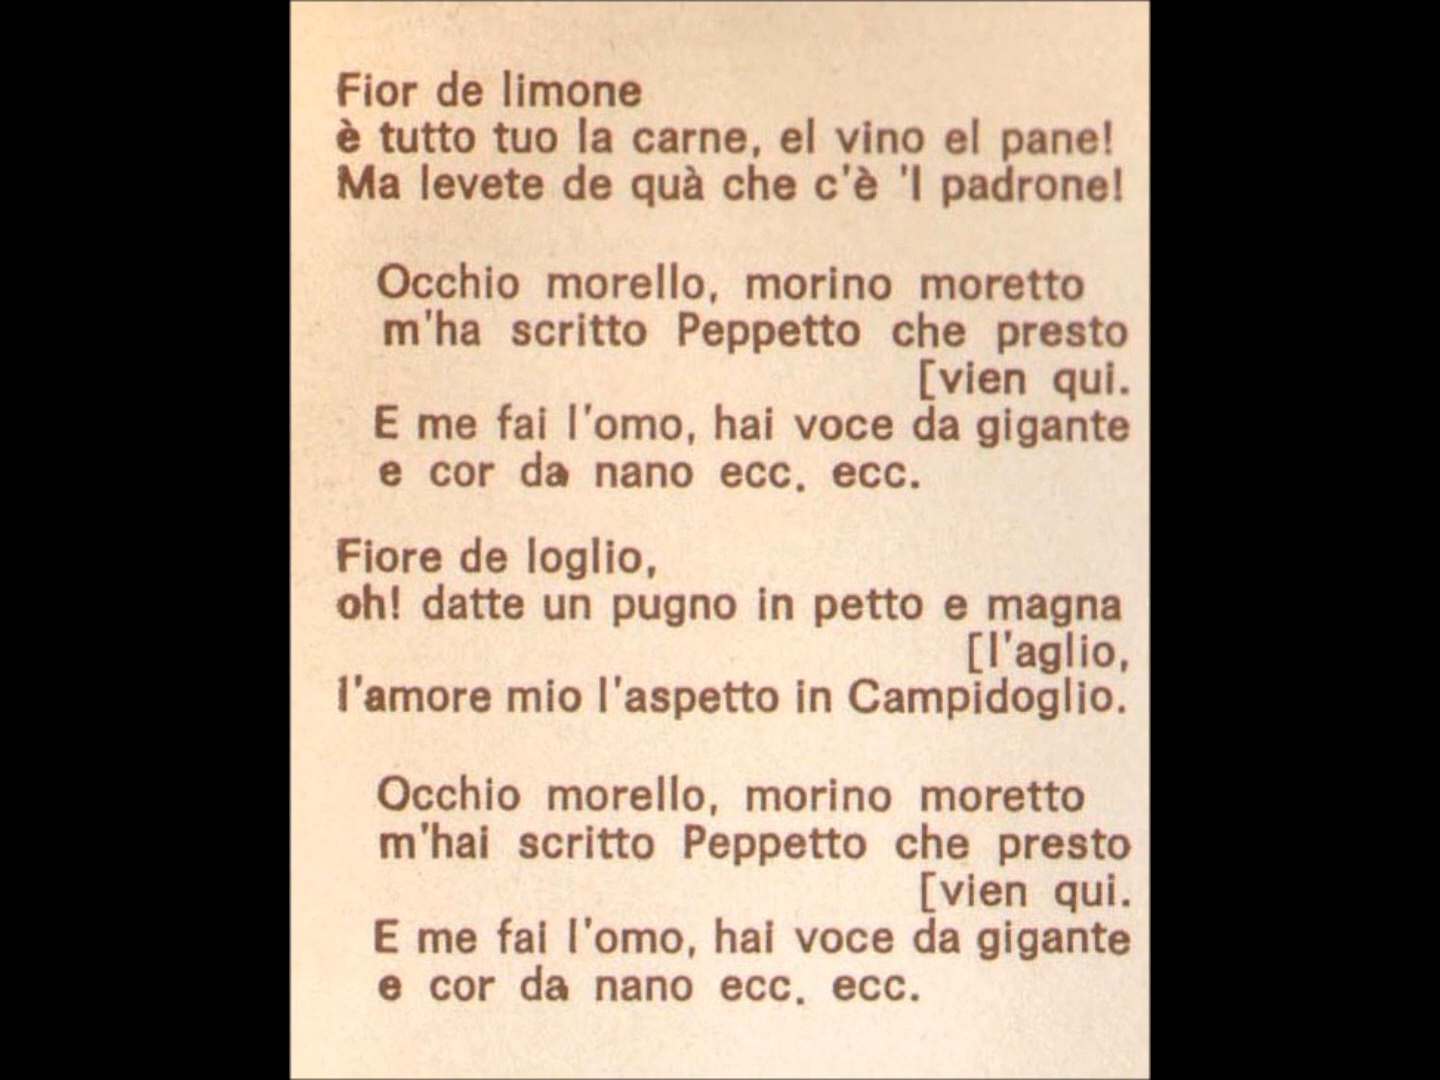 Fior de limone
è tutto tuo la carne, el vino el pane!
Ma levete de quà che c'è 'l padrone!
Occhio morello, morino moretto
m'ha scritto Peppetto che presto
[vien qui.
E me fai l'omo, hai voce da gigante
e cor da nano ecc. ecc.
Fiore de loglio,
oh! datte un pugno in petto e magna
[l'aglio,
l'amore mio l'aspetto in Campidoglio.
Occhio morello, morino moretto
m'hai scritto Peppetto che presto
[vien qui.
E me fai l'omo, hai voce da gigante
e cor da nano ecc. ecc.